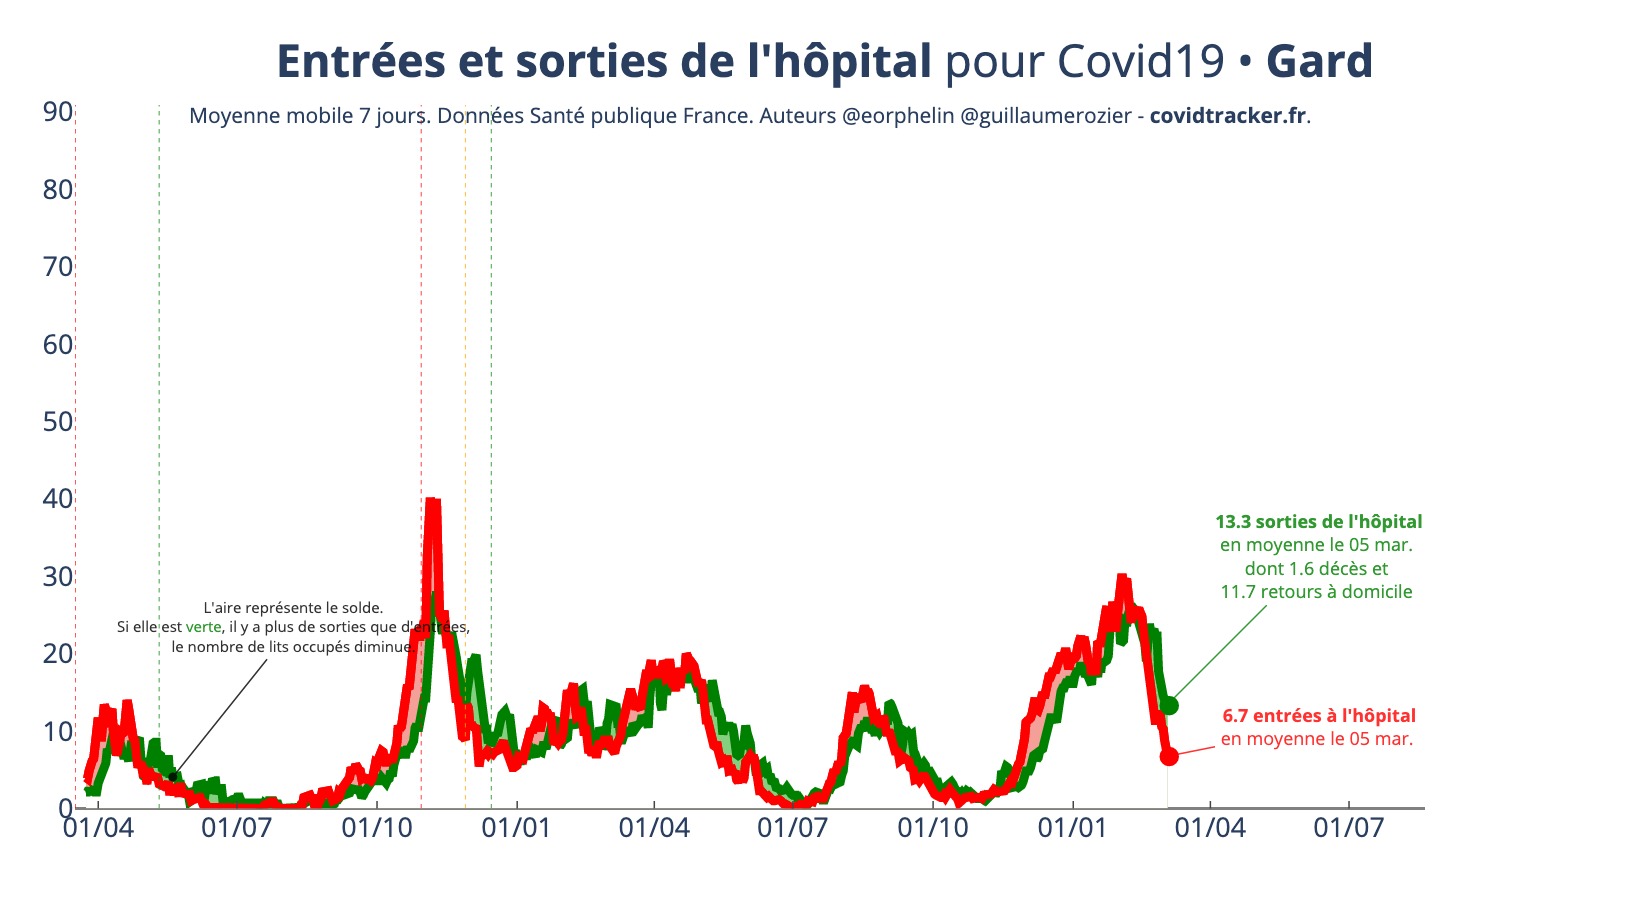 Entrées et sorties de l'hôpital pour Covid19 • Gard
Moyenne mobile 7 jours. Données Santé publique France. Auteurs @eorphelin @guillaumerozier - covidtracker.fr.
90
80
70
60
50
40
30
20
10
0
L'aire représente le solde.
Si elle est verte, il y a plus de sorties que d'entrées,
le nombre de lits occupés diminue.
13.3 sorties de l'hôpital
en moyenne le 05 mar.
dont 1.6 décès et
11.7 retours à domicile
6.7 entrées à l'hôpital
en moyenne le 05 mar.
01/04 01/07 01/10 01/01 01/04 01/07 01/10 01/01 01/04 01/07